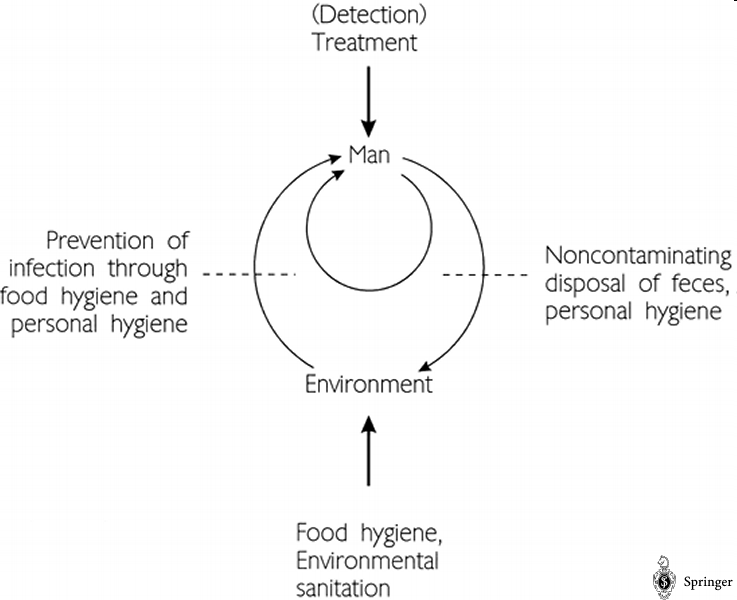 (Detection)
Treatment
Man
Prevention of
infection through
food hygiene and
personal hygiene
Noncontaminating
disposal of feces,
personal hygiene
Environment
Food hygiene,
Environmental
sanitation
Springer